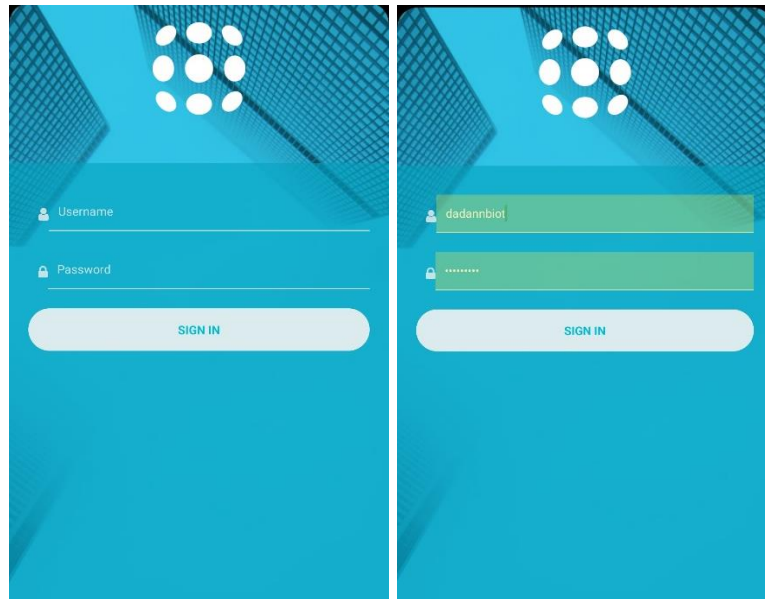 Username
Password
SIGN IN
dadannbiot
•••••••••
SIGN IN